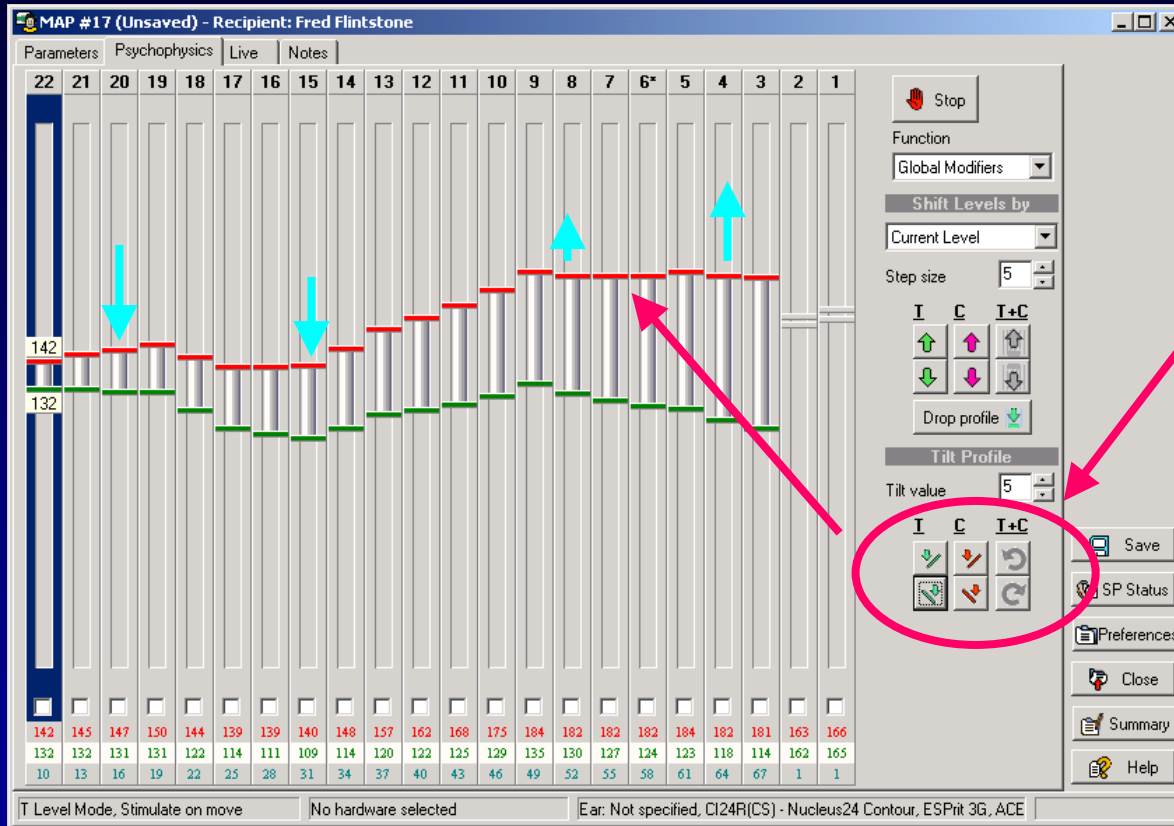 MAP #17 (Unsaved) - Recipient: Fred Flintstone
Parameters Psychophysics Live Notes
22 21 20 19 18 17 16 15 14 13 12 11 10 9 8 7 6* 5 4 3 2 1
Stop
Function
Global Modifiers
Shift Levels by
Current Level
Step size 5
T C T+C
Drop profile
Tilt Profile
Tilt value 5
T C T+C
142
132
Save
SP Status
Preferences
Close
Summary
Help
142 145 147 150 144 139 139 140 148 157 162 168 175 184 182 182 182 184 182 181 163 166
132 132 131 131 122 114 111 109 114 120 122 125 129 135 130 127 124 123 118 114 162 165
10 13 16 19 22 25 28 31 34 37 40 43 46 49 52 55 58 61 64 67 1 1
T Level Mode, Stimulate on move No hardware selected Ear: Not specified, CI24R(CS) - Nucleus24 Contour, ESPrit 3G, ACE